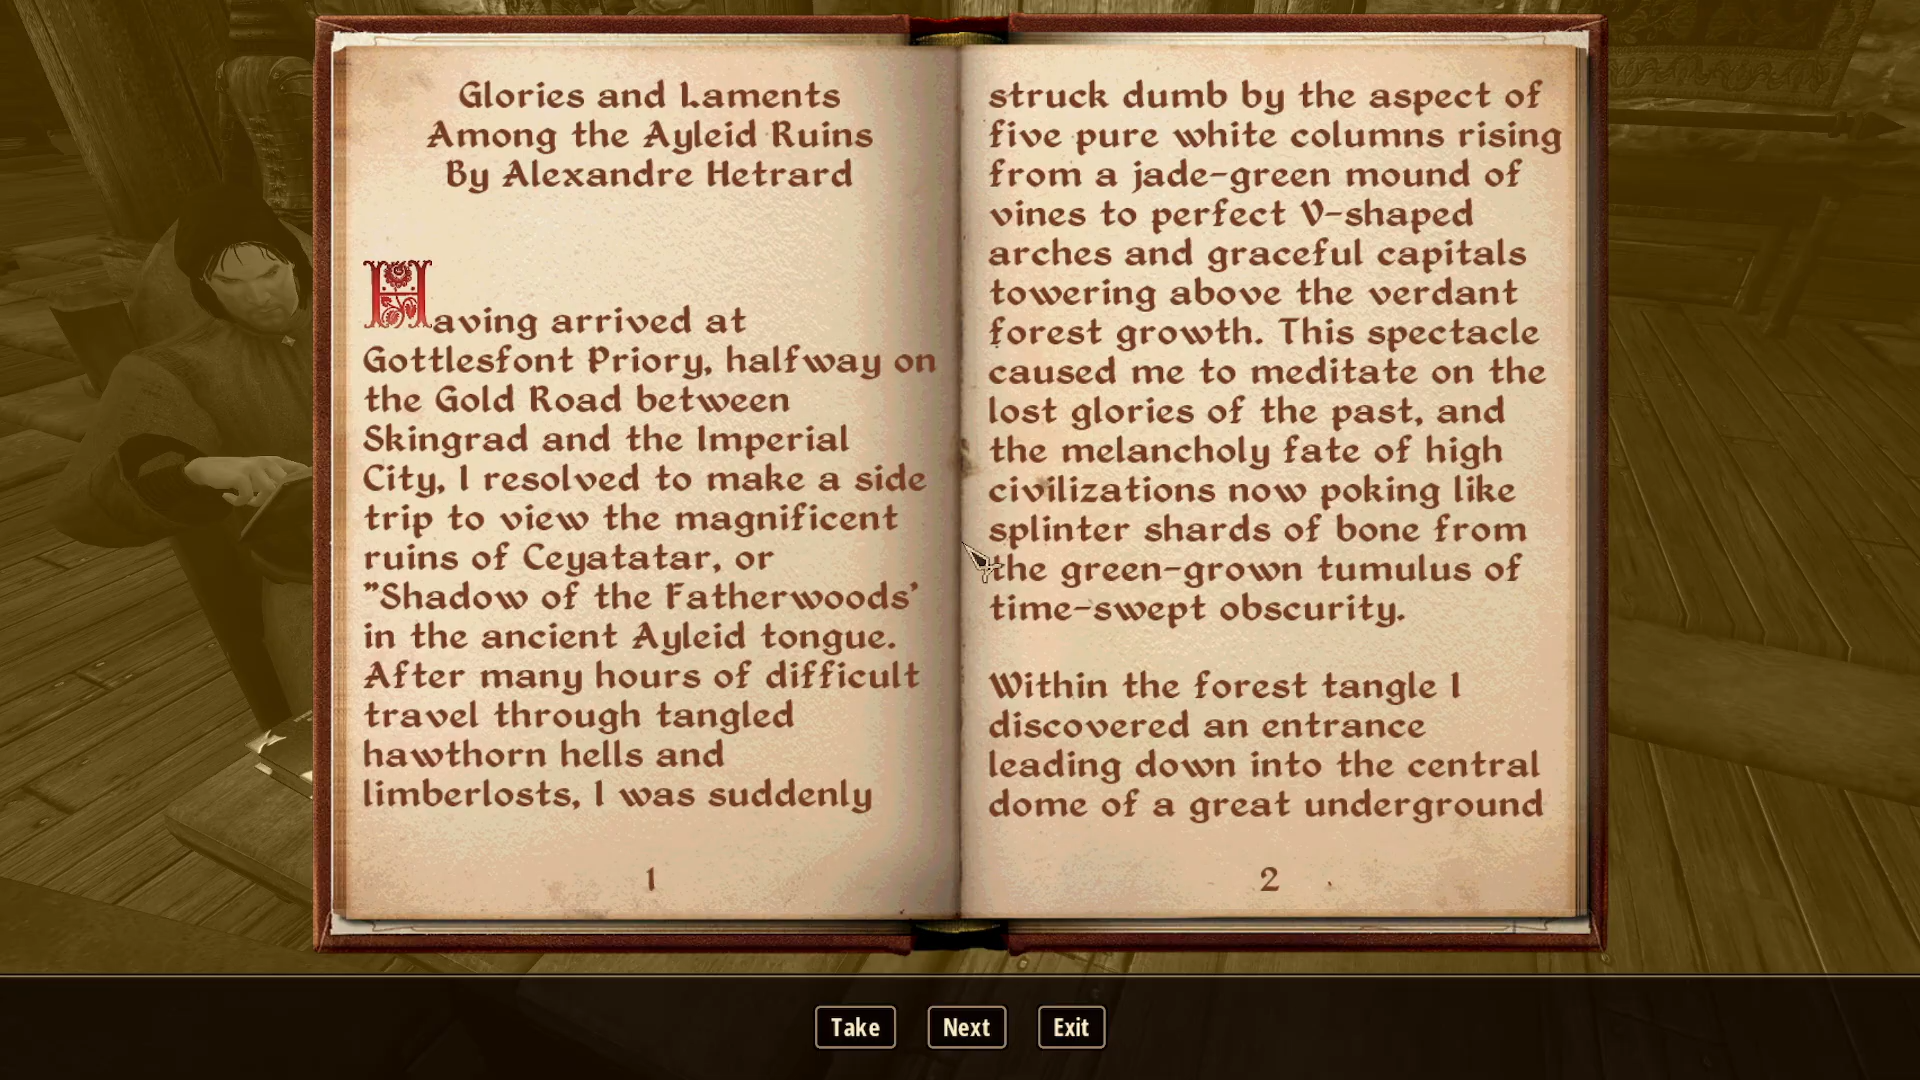 Glories and Laments
Among the Ayleid Ruins
By Alexandre Hetrard
Having arrived at
Gottlesfont Priory, halfway on
the Gold Road between
Skingrad and the Imperial
City, I resolved to make a side
trip to view the magnificent
ruins of Ceyatatar, or
"Shadow of the Fatherwoods'
in the ancient Ayleid tongue.
After many hours of difficult
travel through tangled
hawthorn hells and
limberlosts, I was suddenly
1
struck dumb by the aspect of
five pure white columns rising
from a jade-green mound of
vines to perfect V-shaped
arches and graceful capitals
towering above the verdant
forest growth. This spectacle
caused me to meditate on the
lost glories of the past, and
the melancholy fate of high
civilizations now poking like
splinter shards of bone from
the green-grown tumulus of
time-swept obscurity.
Within the forest tangle I
discovered an entrance
leading down into the central
dome of a great underground
2
Take Next Exit